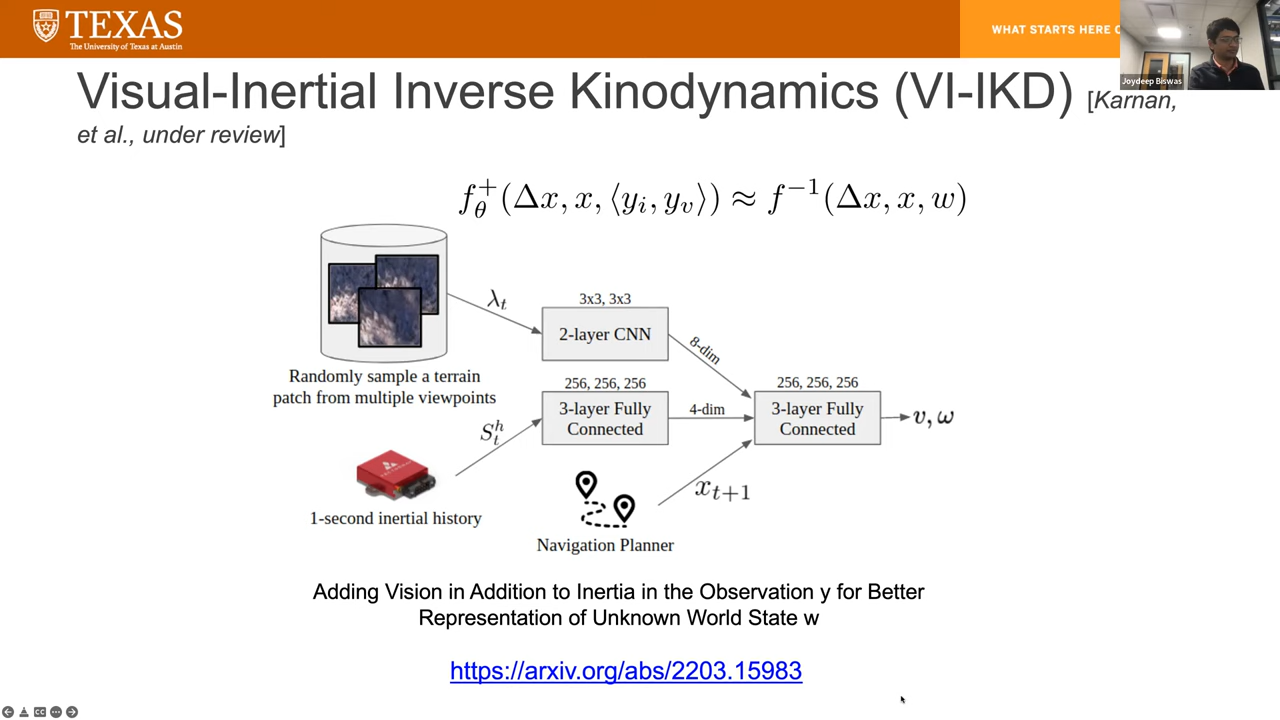 TEXAS
The University of Texas at Austin
WHAT STARTS HERE C
Joydeep Biswas
Visual-Inertial Inverse Kinodynamics (VI-IKD) [Karnan,
et al., under review]
f_θ^+(Δx, x, ⟨y_i, y_v⟩) ≈ f^{-1}(Δx, x, w)
λ_t
3x3, 3x3
2-layer CNN
8-dim
Randomly sample a terrain
patch from multiple viewpoints
256, 256, 256
3-layer Fully
Connected
4-dim
256, 256, 256
3-layer Fully
Connected
v, ω
S_t^h
x_{t+1}
1-second inertial history
Navigation Planner
Adding Vision in Addition to Inertia in the Observation y for Better
Representation of Unknown World State w
https://arxiv.org/abs/2203.15983
CC